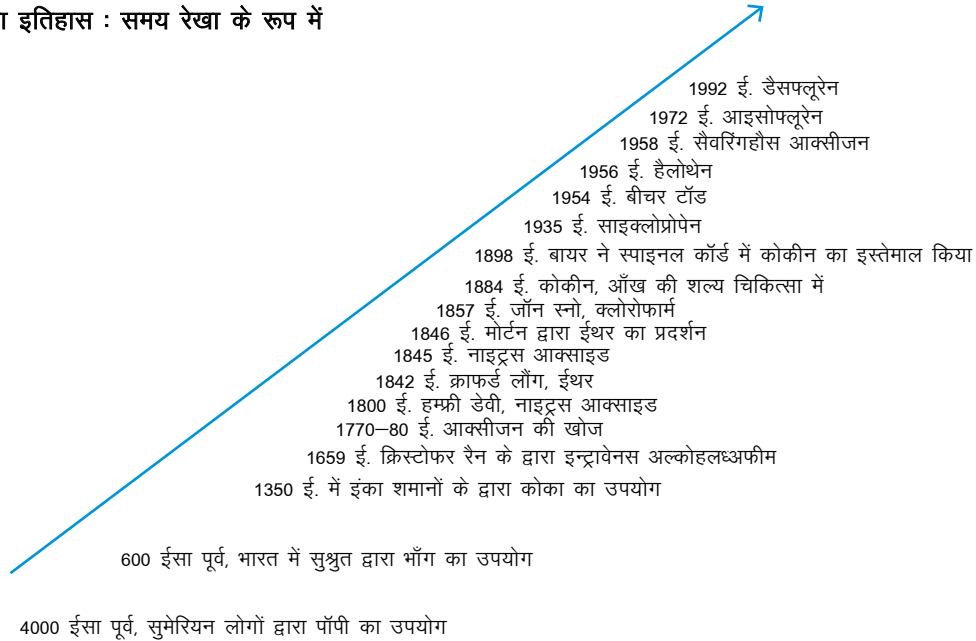 इतिहास : समय रेखा के रूप में
1992 ई. डैसफ्लूरेन
1972 ई. आइसोफ्लूरेन
1958 ई. सैवरिंगहौस आक्सीजन
1956 ई. हैलोथेन
1954 ई. बीचर टॉड
1935 ई. साइक्लोप्रोपेन
1898 ई. बायर ने स्पाइनल कॉर्ड में कोकीन का इस्तेमाल किया
1884 ई. कोकीन, आँख की शल्य चिकित्सा में
1857 ई. जॉन स्नो, क्लोरोफार्म
1846 ई. मोर्टन द्वारा ईथर का प्रदर्शन
1845 ई. नाइट्रस आक्साइड
1842 ई. क्राफर्ड लौंग, ईथर
1800 ई. हम्फ्री डेवी, नाइट्रस आक्साइड
1770–80 ई. आक्सीजन की खोज
1659 ई. क्रिस्टोफर रैन के द्वारा इन्ट्रावेनस अल्कोहलध्अफीम
1350 ई. में इंका शमानों के द्वारा कोका का उपयोग
600 ईसा पूर्व, भारत में सुश्रुत द्वारा भाँग का उपयोग
4000 ईसा पूर्व, सुमेरियन लोगों द्वारा पॉपी का उपयोग